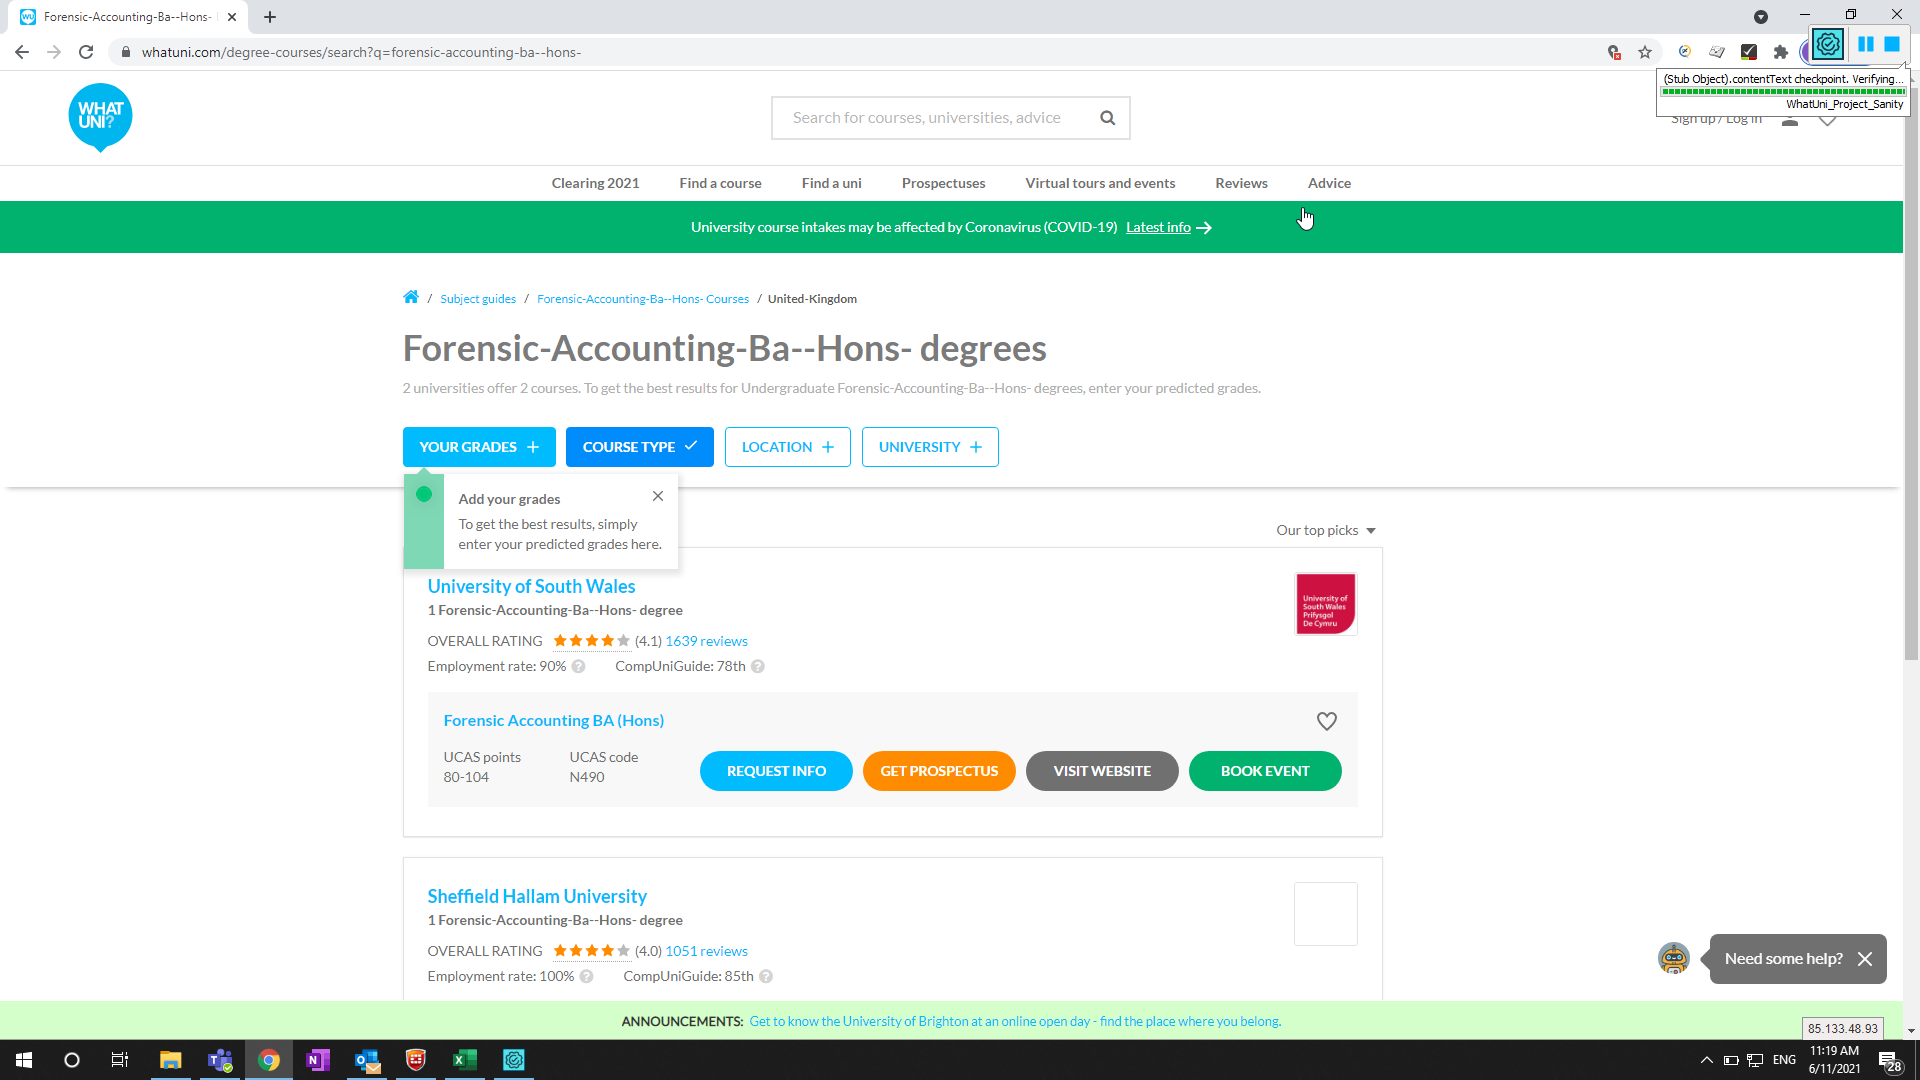 Forensic-Accounting-Ba--Hons-
whatuni.com/degree-courses/search?q=forensic-accounting-ba--hons-
(Stub Object).contentText checkpoint. Verifying...
WhatUni_Project_Sanity
WHAT
UNI?
Search for courses, universities, advice
Sign up / Log in
Clearing 2021
Find a course
Find a uni
Prospectuses
Virtual tours and events
Reviews
Advice
University course intakes may be affected by Coronavirus (COVID-19) Latest info
/ Subject guides / Forensic-Accounting-Ba--Hons- Courses / United-Kingdom
Forensic-Accounting-Ba--Hons- degrees
2 universities offer 2 courses. To get the best results for Undergraduate Forensic-Accounting-Ba--Hons- degrees, enter your predicted grades.
YOUR GRADES
COURSE TYPE
LOCATION
UNIVERSITY
Add your grades
To get the best results, simply
enter your predicted grades here.
Our top picks
University of South Wales
1 Forensic-Accounting-Ba--Hons- degree
OVERALL RATING (4.1) 1639 reviews
Employment rate: 90% ? CompUniGuide: 78th ?
University of
South Wales
Prifysgol
De Cymru
Forensic Accounting BA (Hons)
UCAS points
80-104
UCAS code
N490
REQUEST INFO
GET PROSPECTUS
VISIT WEBSITE
BOOK EVENT
Sheffield Hallam University
1 Forensic-Accounting-Ba--Hons- degree
OVERALL RATING (4.0) 1051 reviews
Employment rate: 100% ? CompUniGuide: 85th ?
Need some help?
ANNOUNCEMENTS: Get to know the University of Brighton at an online open day - find the place where you belong.
85.133.48.93
ENG
11:19 AM
6/11/2021
28